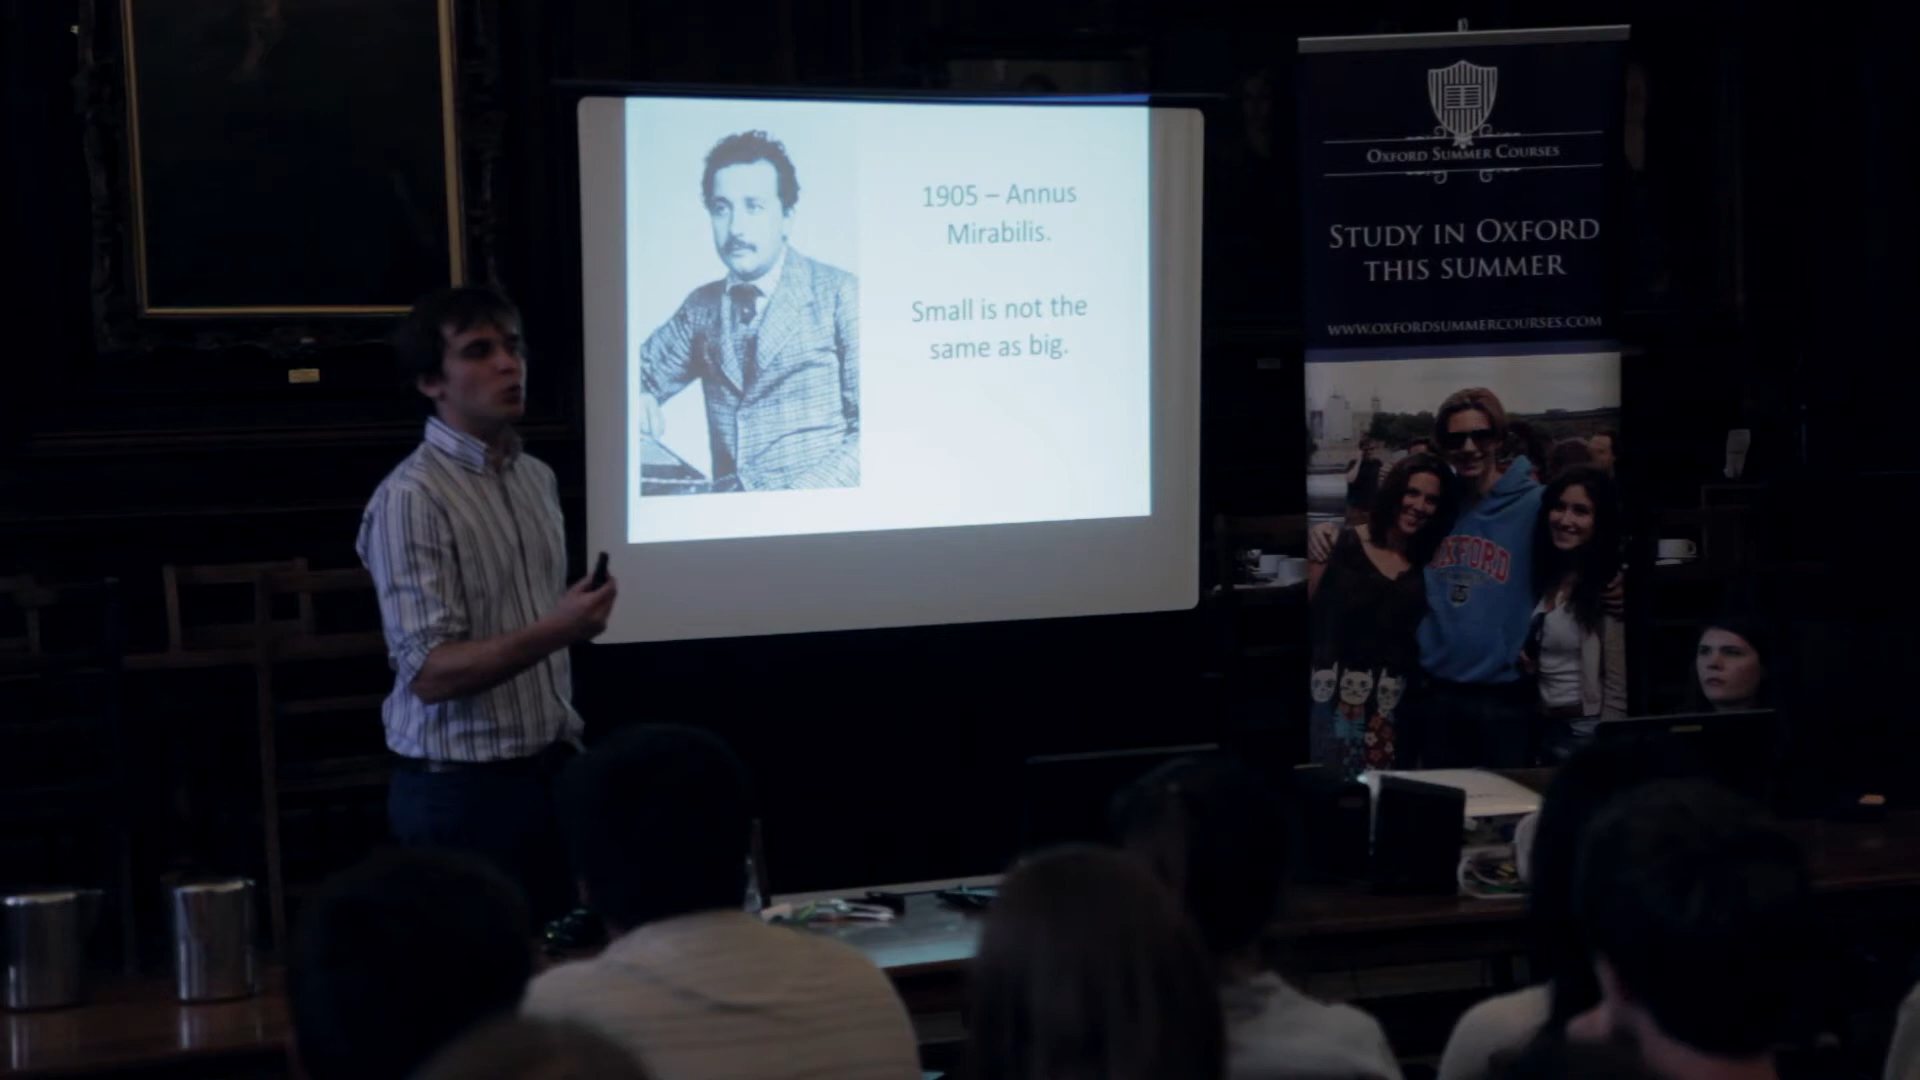 1905 – Annus
Mirabilis.
Small is not the
same as big.
OXFORD SUMMER COURSES
STUDY IN OXFORD
THIS SUMMER
WWW.OXFORDSUMMERCOURSES.COM
OXFORD